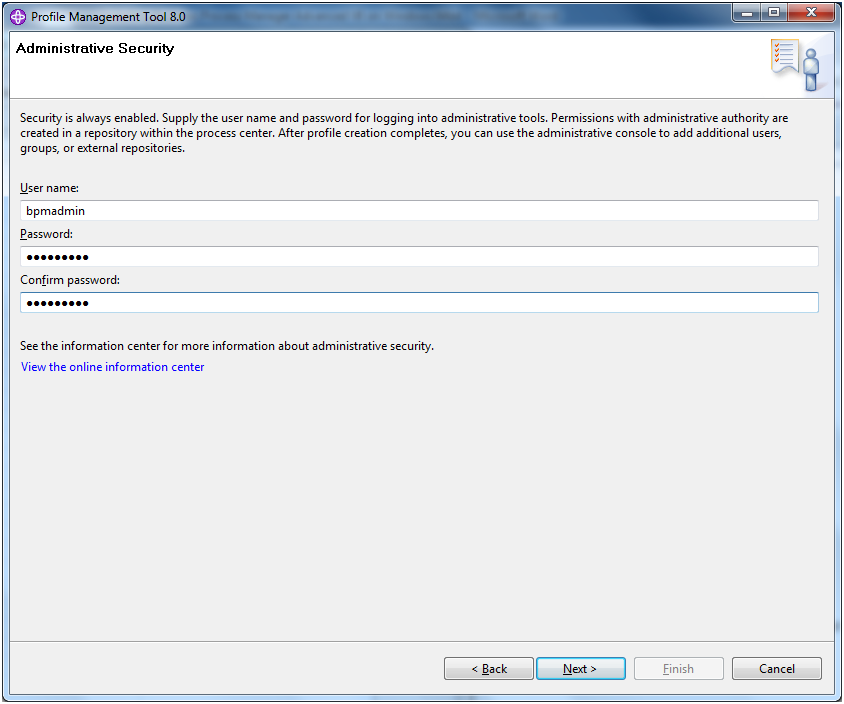 Profile Management Tool 8.0
Administrative Security
Security is always enabled. Supply the user name and password for logging into administrative tools. Permissions with administrative authority are
created in a repository within the process center. After profile creation completes, you can use the administrative console to add additional users,
groups, or external repositories.
User name:
bpmadmin
Password:
●●●●●●●●●
Confirm password:
●●●●●●●●●
See the information center for more information about administrative security.
View the online information center
< Back Next > Finish Cancel